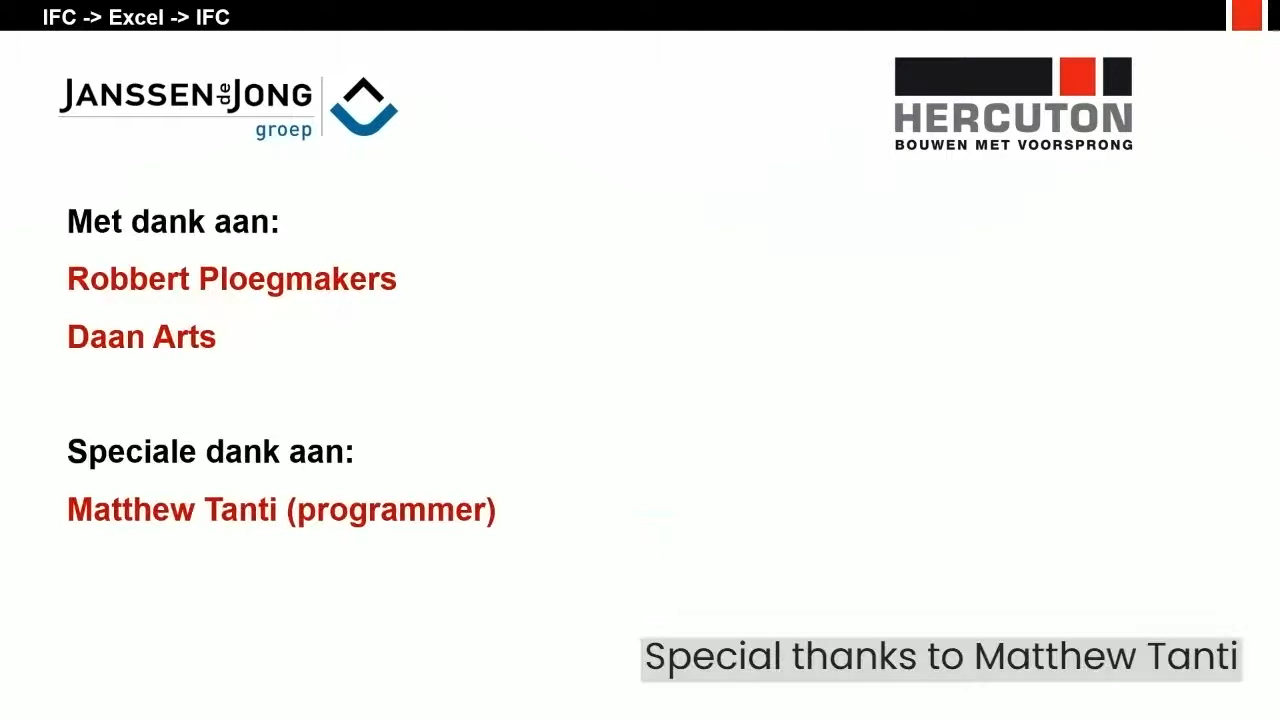 IFC -> Excel -> IFC
JANSSEN de JONG
groep
HERCUTON
BOUWEN MET VOORSPRONG
Met dank aan:
Robbert Ploegmakers
Daan Arts
Speciale dank aan:
Matthew Tanti (programmer)
Special thanks to Matthew Tanti